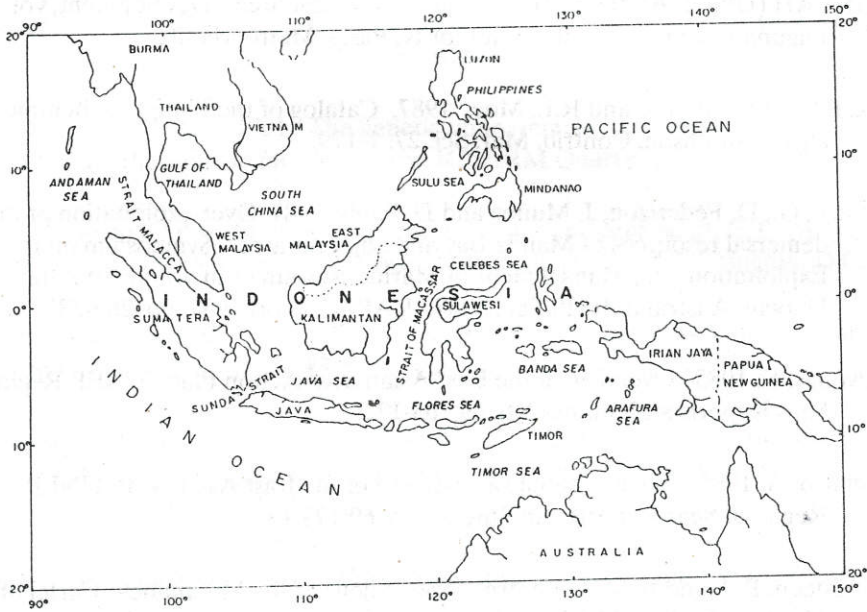 90° 100° 110° 120° 130° 140° 150°
20° 20°
BURMA
LUZON
PHILIPPINES
THAILAND
VIETNAM
PACIFIC OCEAN
10° 10°
ANDAMAN
SEA
GULF OF
THAILAND
SULU SEA
MINDANAO
SOUTH
CHINA SEA
STRAIT MALACCA
WEST
MALAYSIA
EAST
MALAYSIA
CELEBES SEA
INDONESIA
0° 0°
SUMATERA
KALIMANTAN
STRAIT OF MACASSAR
SULAWESI
IRIAN JAYA
PAPUA
NEW GUINEA
BANDA SEA
JAVA SEA
SUNDA STRAIT
JAVA
FLORES SEA
ARAFURA
SEA
TIMOR
10° 10°
INDIAN OCEAN
TIMOR SEA
AUSTRALIA
20° 20°
90° 100° 110° 120° 130° 140° 150°